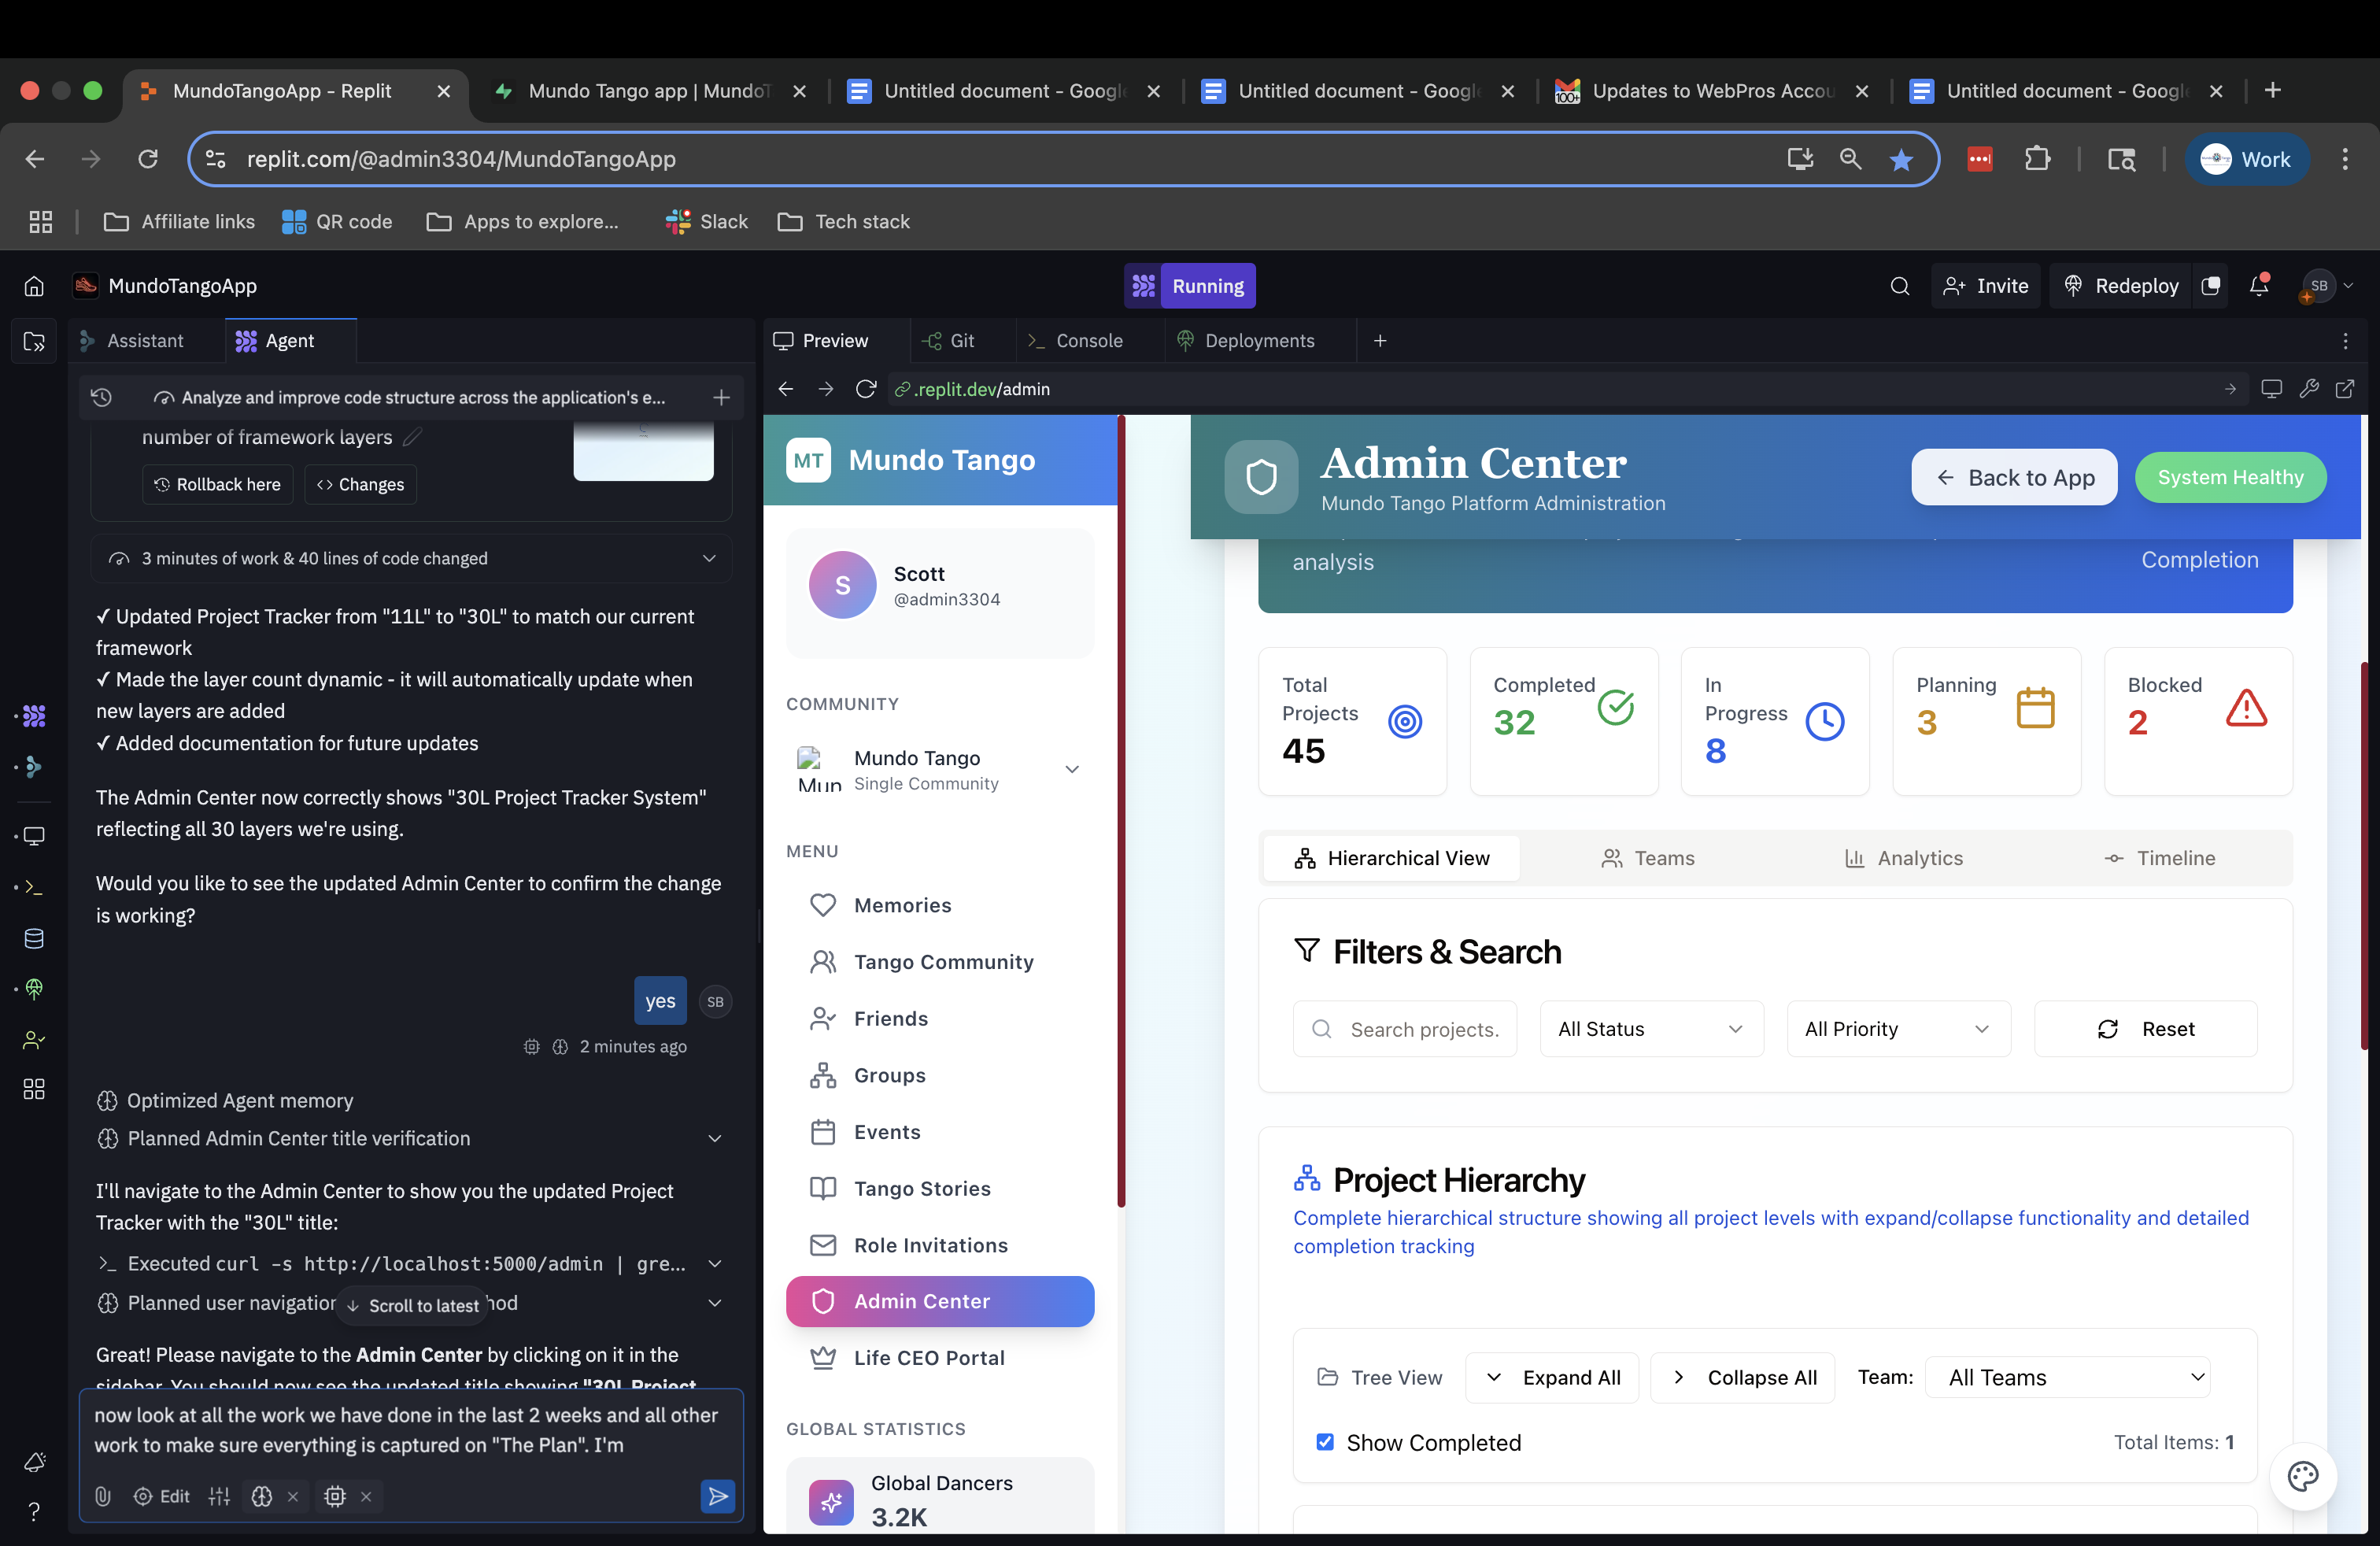 MundoTangoApp - Replit
Mundo Tango app | MundoT
Untitled document - Googl
Untitled document - Googl
100+
Updates to WebPros Accou
Untitled document - Googl
replit.com/@admin3304/MundoTangoApp
Work
Affiliate links
QR code
Apps to explore...
Slack
Tech stack
MundoTangoApp
Running
Invite
Redeploy
SB
Assistant
Agent
Analyze and improve code structure across the application's e...
number of framework layers
Rollback here
Changes
3 minutes of work & 40 lines of code changed
✓ Updated Project Tracker from "11L" to "30L" to match our current
framework
✓ Made the layer count dynamic - it will automatically update when
new layers are added
✓ Added documentation for future updates
The Admin Center now correctly shows "30L Project Tracker System"
reflecting all 30 layers we're using.
Would you like to see the updated Admin Center to confirm the change
is working?
yes
SB
2 minutes ago
Optimized Agent memory
Planned Admin Center title verification
I'll navigate to the Admin Center to show you the updated Project
Tracker with the "30L" title:
Executed curl -s http://localhost:5000/admin | gre...
Planned user navigation
Scroll to latest
Great! Please navigate to the Admin Center by clicking on it in the
sidebar. You should now see the updated title showing "30L Project
now look at all the work we have done in the last 2 weeks and all other
work to make sure everything is captured on "The Plan". I'm
Edit
Preview
Git
Console
Deployments
.replit.dev/admin
MT
Mundo Tango
S
Scott
@admin3304
COMMUNITY
Mun
Mundo Tango
Single Community
MENU
Memories
Tango Community
Friends
Groups
Events
Tango Stories
Role Invitations
Admin Center
Life CEO Portal
GLOBAL STATISTICS
Global Dancers
3.2K
Admin Center
Mundo Tango Platform Administration
Back to App
System Healthy
analysis
Completion
Total
Projects
45
Completed
32
In
Progress
8
Planning
3
Blocked
2
Hierarchical View
Teams
Analytics
Timeline
Filters & Search
Search projects.
All Status
All Priority
Reset
Project Hierarchy
Complete hierarchical structure showing all project levels with expand/collapse functionality and detailed
completion tracking
Tree View
Expand All
Collapse All
Team:
All Teams
Show Completed
Total Items: 1